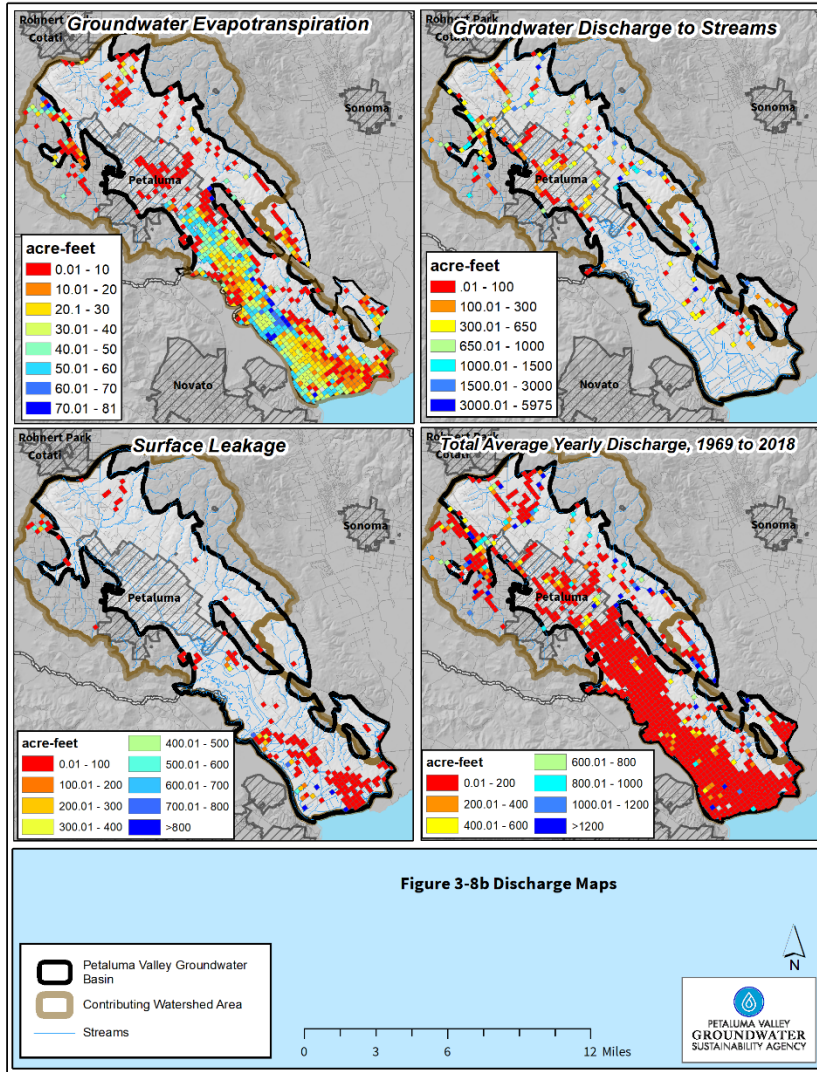 Groundwater Evapotranspiration
Rohnert Park
Cotati
Sonoma
Petaluma
Novato
acre-feet
0.01 - 10
10.01 - 20
20.1 - 30
30.01 - 40
40.01 - 50
50.01 - 60
60.01 - 70
70.01 - 81
Groundwater Discharge to Streams
Rohnert Park
Cotati
Sonoma
Petaluma
Novato
acre-feet
.01 - 100
100.01 - 300
300.01 - 650
650.01 - 1000
1000.01 - 1500
1500.01 - 3000
3000.01 - 5975
Surface Leakage
Rohnert Park
Cotati
Sonoma
Petaluma
acre-feet
0.01 - 100
100.01 - 200
200.01 - 300
300.01 - 400
400.01 - 500
500.01 - 600
600.01 - 700
700.01 - 800
>800
Total Average Yearly Discharge, 1969 to 2018
Rohnert Park
Cotati
Sonoma
Petaluma
acre-feet
0.01 - 200
200.01 - 400
400.01 - 600
600.01 - 800
800.01 - 1000
1000.01 - 1200
>1200
Figure 3-8b Discharge Maps
Petaluma Valley Groundwater
Basin
Contributing Watershed Area
Streams
0 3 6 12 Miles
N
PETALUMA VALLEY
GROUNDWATER
SUSTAINABILITY AGENCY